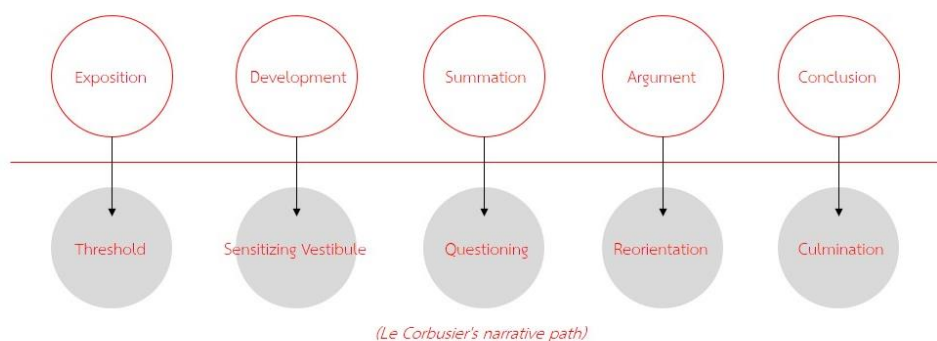 Exposition Development Summation Argument Conclusion
Threshold Sensitizing Vestibule Questioning Reorientation Culmination
(Le Corbusier's narrative path)